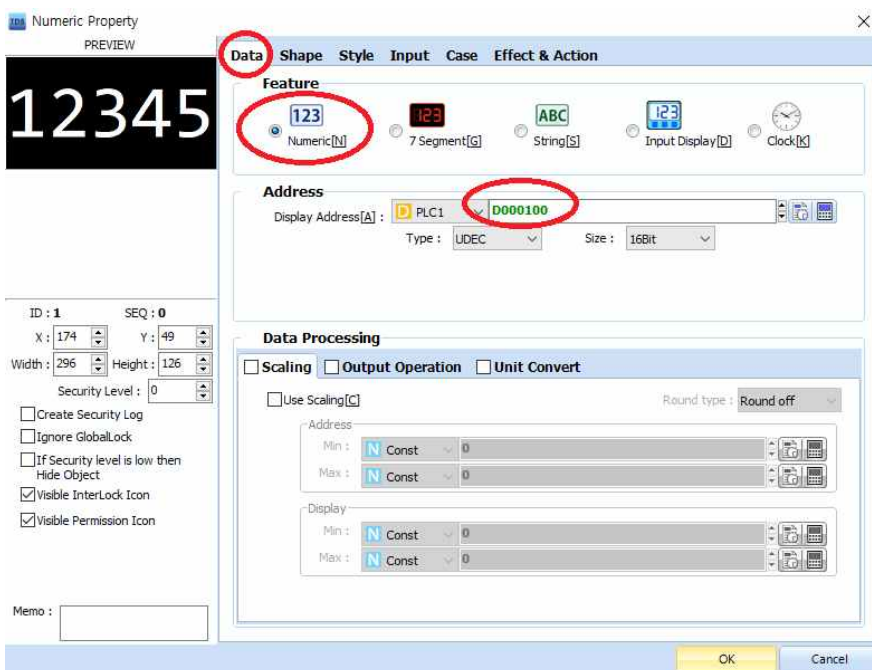 IDA Numeric Property
PREVIEW
12345
ID : 1 SEQ : 0
X : 174 Y : 49
Width : 296 Height : 126
Security Level : 0
Create Security Log
Ignore GlobalLock
If Security level is low then
Hide Object
Visible InterLock Icon
Visible Permission Icon
Memo :
Data Shape Style Input Case Effect & Action
Feature
123 Numeric[N] 123 7 Segment[G] ABC String[S] 123 Input Display[D] Clock[K]
Address
Display Address[A] : D PLC1 D000100
Type : UDEC Size : 16Bit
Data Processing
Scaling Output Operation Unit Convert
Use Scaling[C] Round type : Round off
Address
Min : N Const 0
Max : N Const 0
Display
Min : N Const 0
Max : N Const 0
OK Cancel